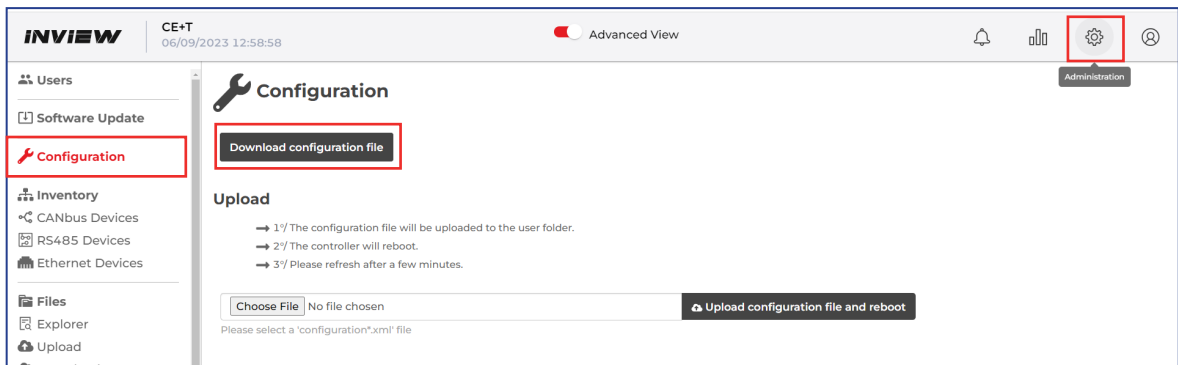 INVIEW
CE+T
06/09/2023 12:58:58
Advanced View
Administration
Users
Software Update
Configuration
Inventory
CANbus Devices
RS485 Devices
Ethernet Devices
Files
Explorer
Upload
Configuration
Download configuration file
Upload
1°/ The configuration file will be uploaded to the user folder.
2°/ The controller will reboot.
3°/ Please refresh after a few minutes.
Choose File No file chosen
Upload configuration file and reboot
Please select a 'configuration*.xml' file